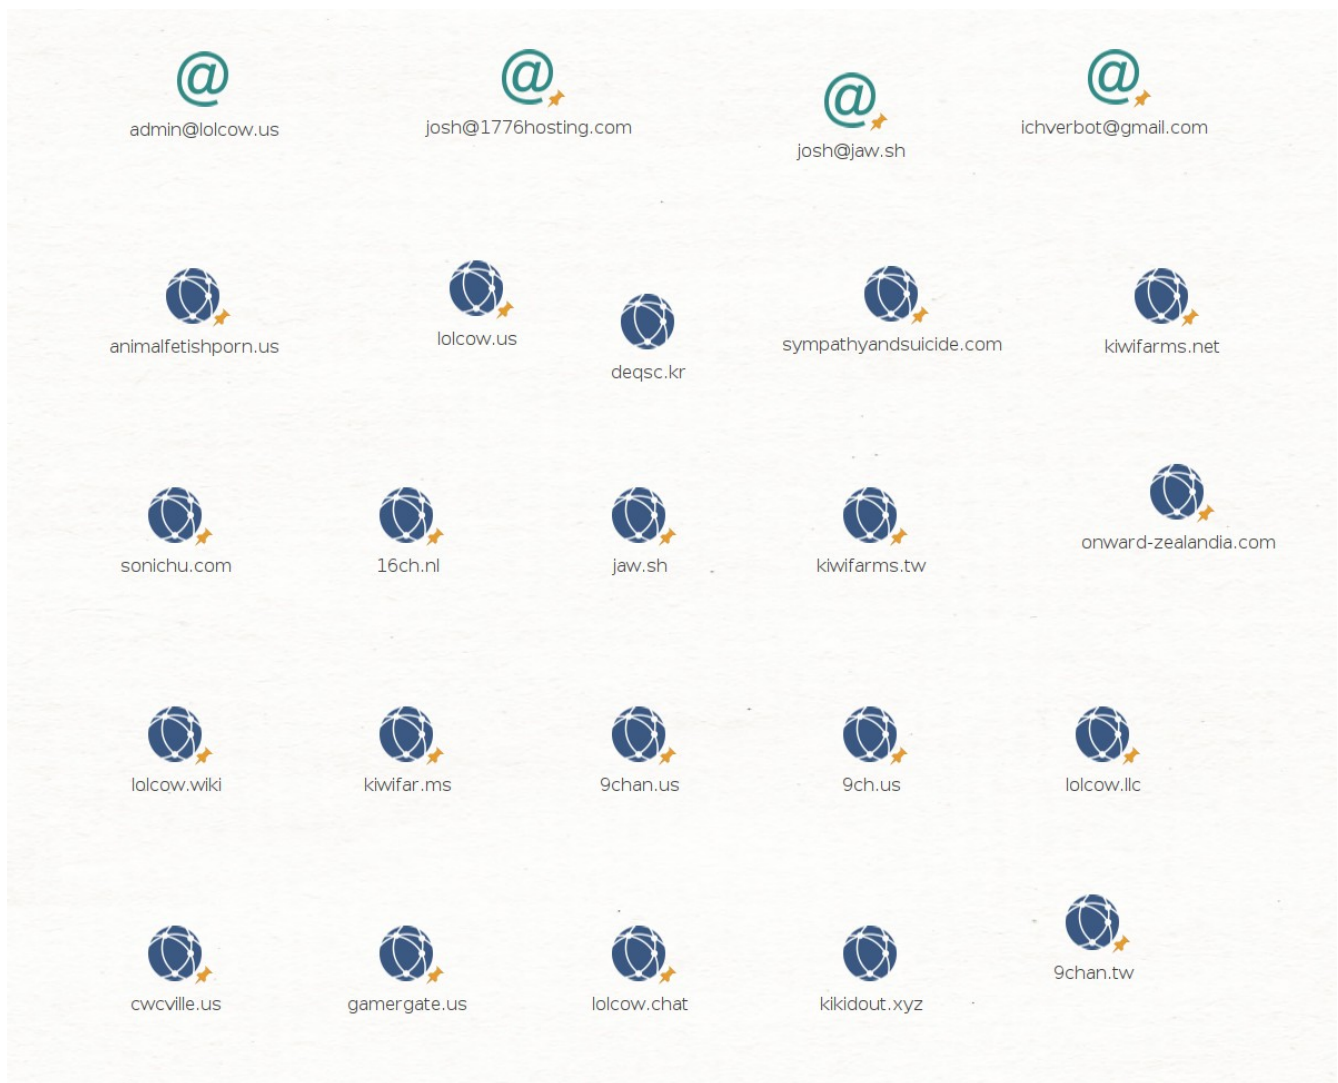 admin@lolcow.us
josh@1776hosting.com
josh@jaw.sh
ichverbot@gmail.com
animalfetishporn.us
lolcow.us
deqsc.kr
sympathyandsuicide.com
kiwifarms.net
sonichu.com
16ch.nl
jaw.sh
kiwifarms.tw
onward-zealandia.com
lolcow.wiki
kiwifar.ms
9chan.us
9ch.us
lolcow.llc
cwcville.us
gamergate.us
lolcow.chat
kikidout.xyz
9chan.tw